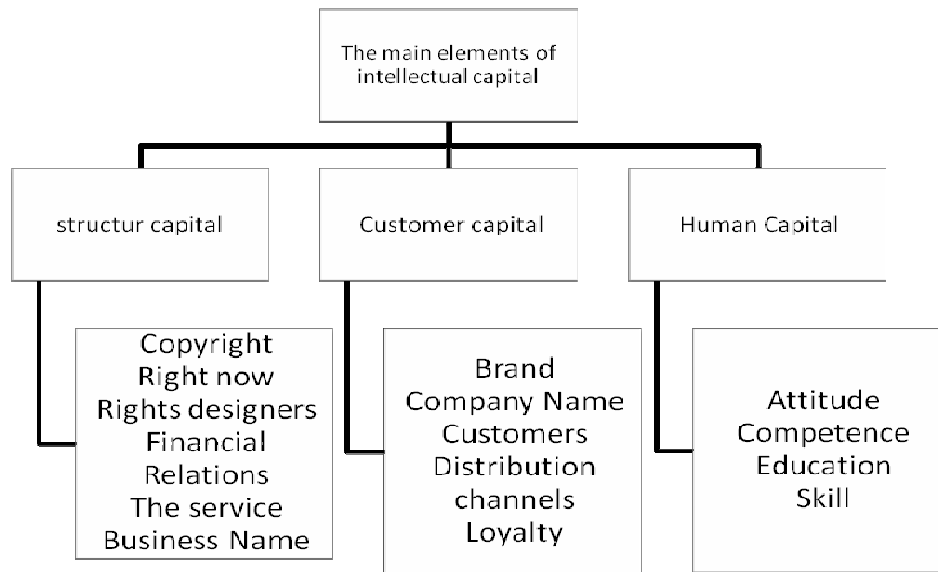 The main elements of
intellectual capital
structur capital
Customer capital
Human Capital
Copyright
Right now
Rights designers
Financial
Relations
The service
Business Name
Brand
Company Name
Customers
Distribution
channels
Loyalty
Attitude
Competence
Education
Skill